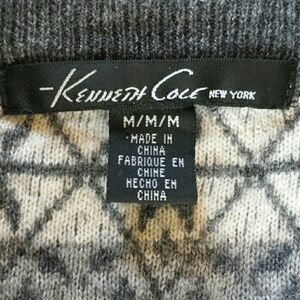 Kenneth Cole NEW YORK
M/M/M
MADE IN
CHINA
FABRIQUE EN
CHINE
HECHO EN
CHINA